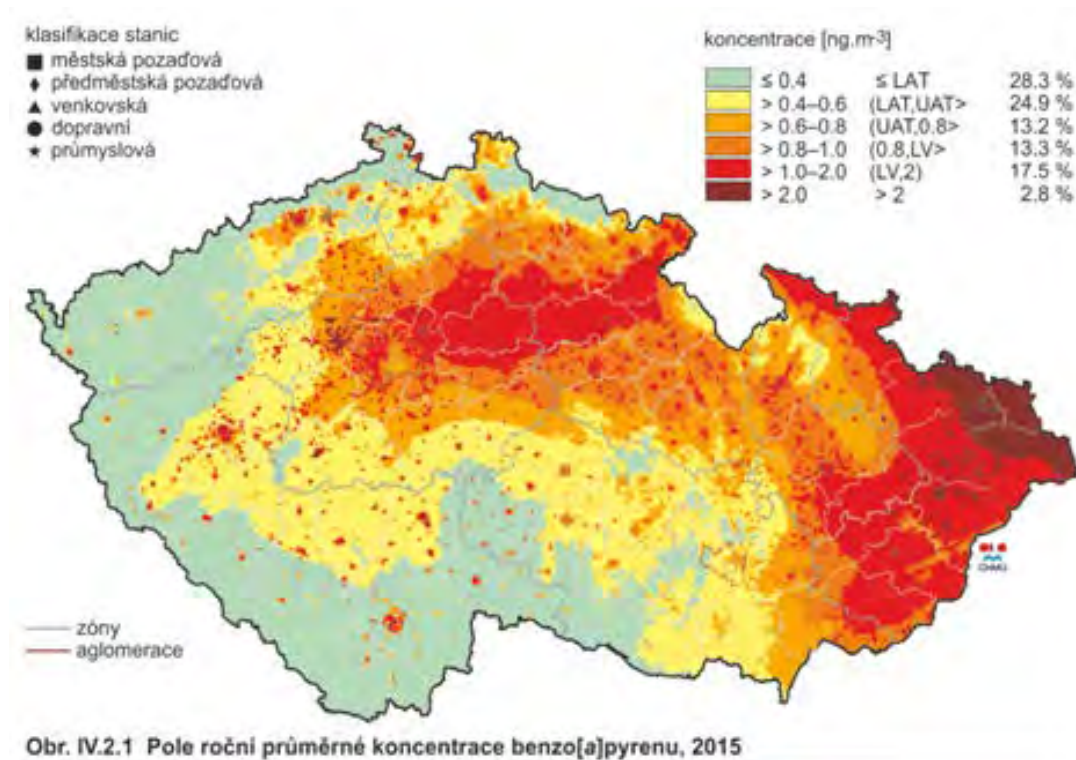 klasifikace stanic
městská pozaďová
předměstská pozaďová
venkovská
dopravní
průmyslová
koncentrace [ng.m-3]
≤ 0.4 ≤ LAT 28.3 %
> 0.4–0.6 (LAT,UAT> 24.9 %
> 0.6–0.8 (UAT,0.8> 13.2 %
> 0.8–1.0 (0.8,LV> 13.3 %
> 1.0–2.0 (LV,2) 17.5 %
> 2.0 > 2 2.8 %
CHMU
zóny
aglomerace
Obr. IV.2.1 Pole roční průměrné koncentrace benzo[a]pyrenu, 2015